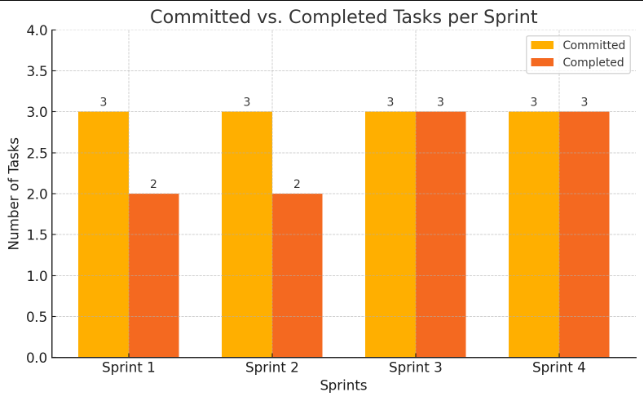 Committed vs. Completed Tasks per Sprint
Committed
Completed
Number of Tasks
4.0
3.5
3.0
2.5
2.0
1.5
1.0
0.5
0.0
3
2
3
2
3
3
3
3
Sprint 1
Sprint 2
Sprint 3
Sprint 4
Sprints